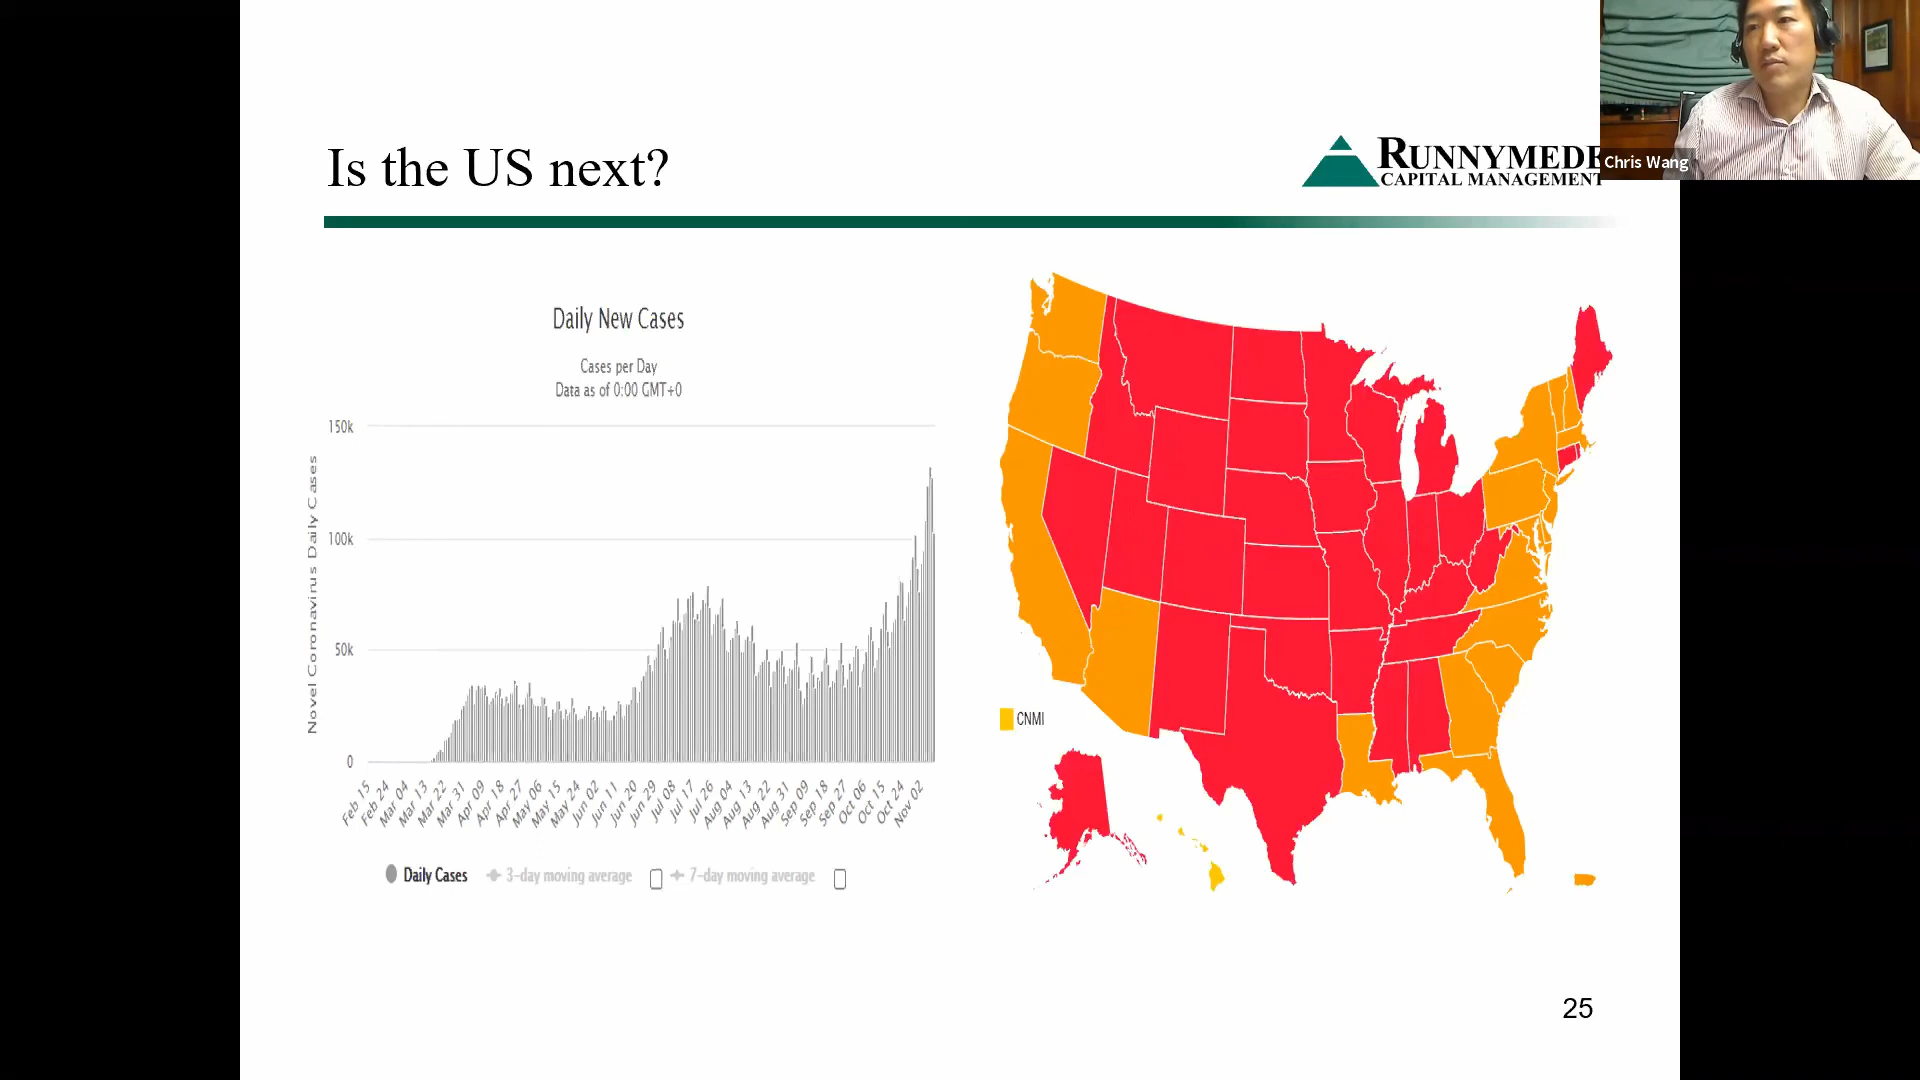 Is the US next?
RUNNYMEDE
CAPITAL MANAGEMENT
Chris Wang
Daily New Cases
Cases per Day
Data as of 0:00 GMT+0
Novel Coronavirus Daily Cases
150k
100k
50k
0
Feb 15
Feb 24
Mar 04
Mar 13
Mar 22
Mar 31
Apr 09
Apr 18
Apr 27
May 06
May 15
May 24
Jun 02
Jun 11
Jun 20
Jun 29
Jul 08
Jul 17
Jul 26
Aug 04
Aug 13
Aug 22
Aug 31
Sep 09
Sep 18
Sep 27
Oct 06
Oct 15
Oct 24
Nov 02
Daily Cases 3-day moving average 7-day moving average
CNMI
25